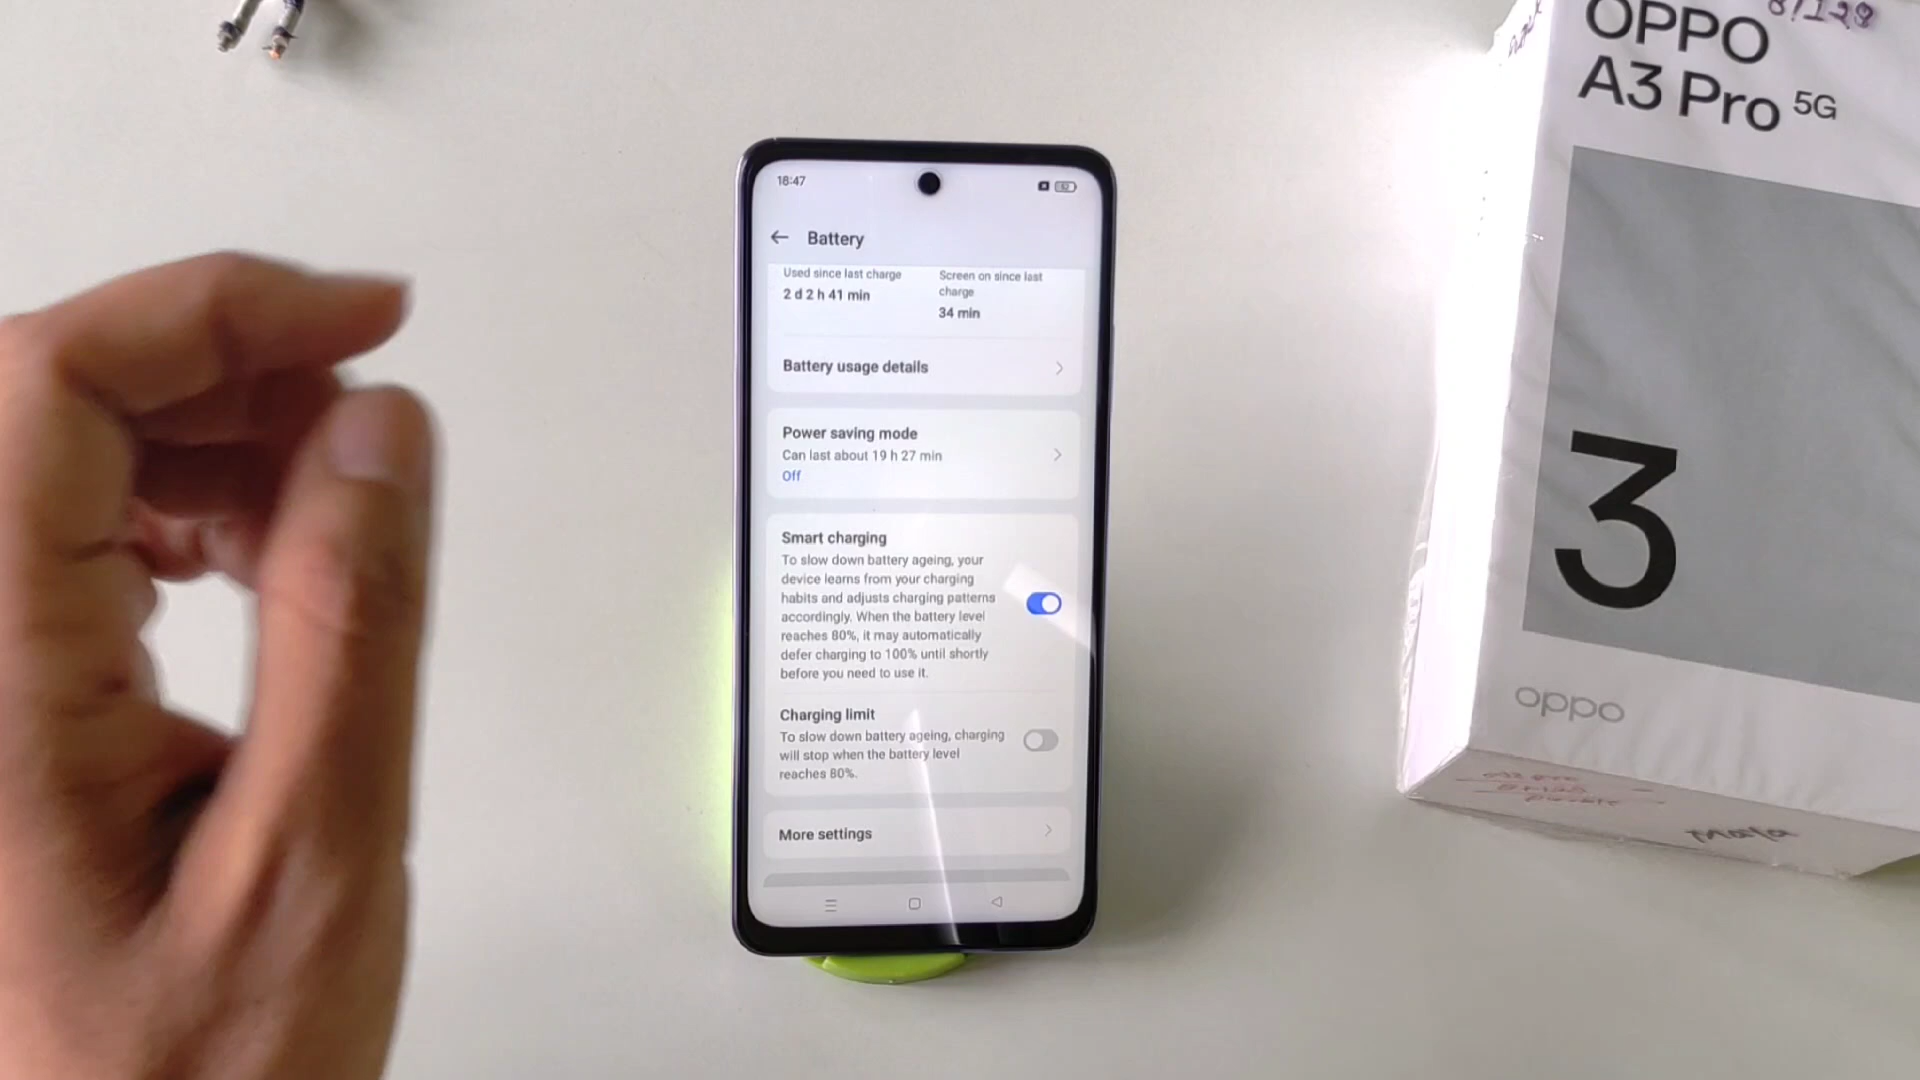 18:47
Battery
Used since last charge
2 d 2 h 41 min
Screen on since last
charge
34 min
Battery usage details
Power saving mode
Can last about 19 h 27 min
Off
Smart charging
To slow down battery ageing, your
device learns from your charging
habits and adjusts charging patterns
accordingly. When the battery level
reaches 80%, it may automatically
defer charging to 100% until shortly
before you need to use it.
Charging limit
To slow down battery ageing, charging
will stop when the battery level
reaches 80%.
More settings
8/128
OPPO
A3 Pro 5G
3
oppo